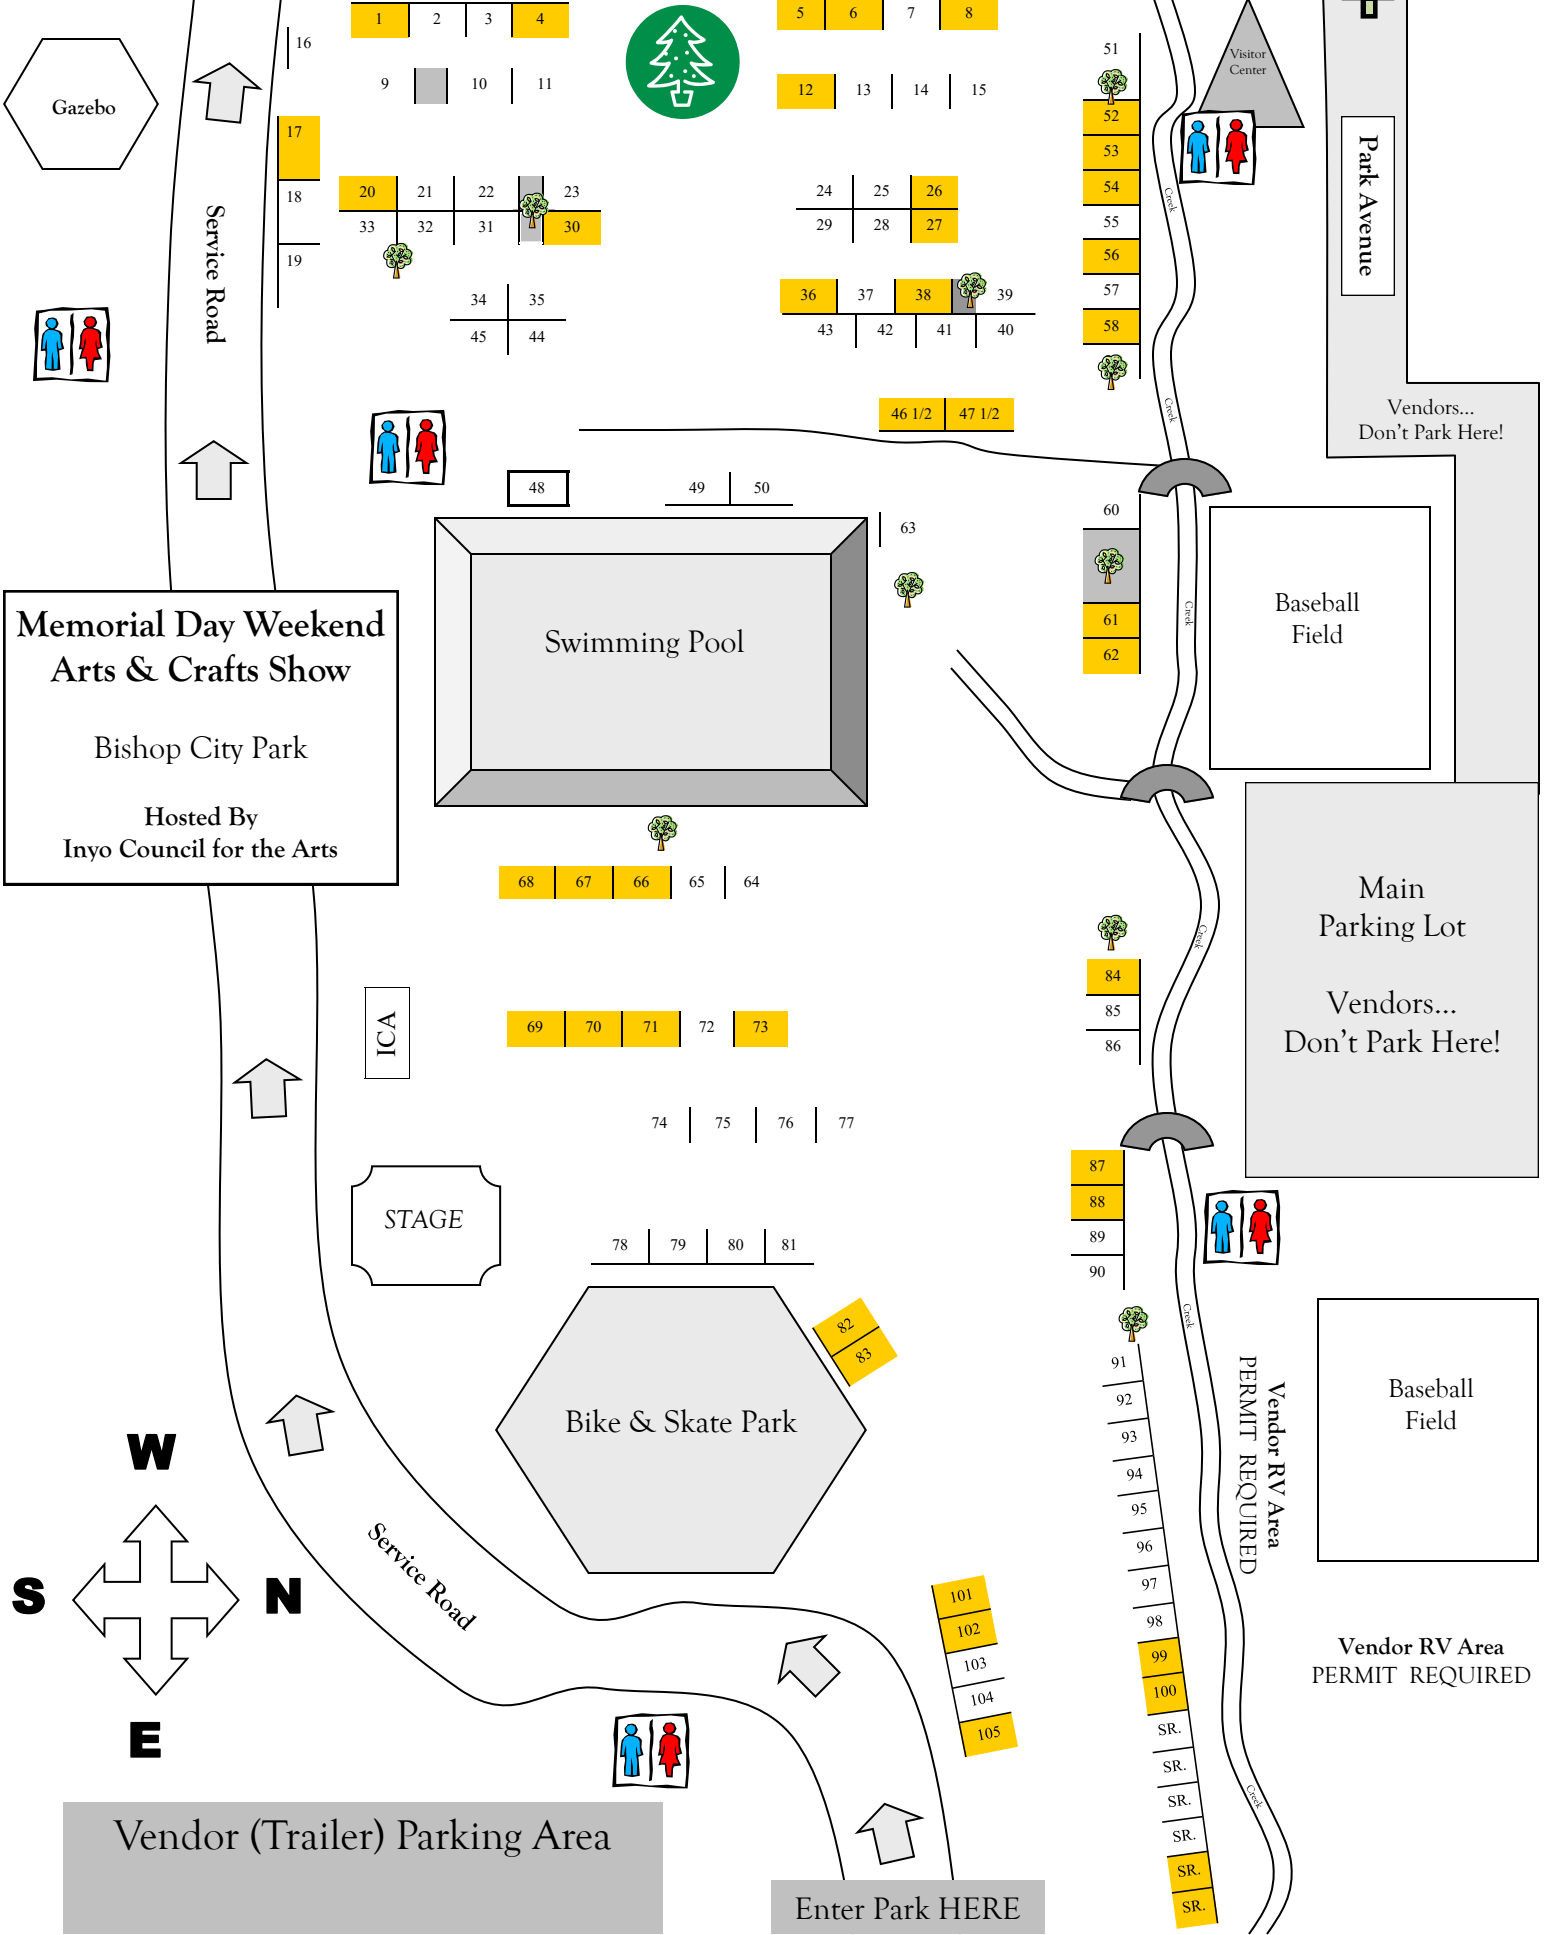 1 2 3 4
5 6 7 8
16
51
Visitor
Center
Gazebo
9 10 11
12 13 14 15
52
17
53
Park Avenue
18
20 21 22 23
24 25 26
54
Creek
Service Road
33 32 31 30
29 28 27
55
19
56
34 35
36 37 38 39
57
45 44
43 42 41 40
58
46 1/2 47 1/2
Creek
Vendors...
Don't Park Here!
48
49 50
63
60
Memorial Day Weekend
Arts & Crafts Show
Bishop City Park
Hosted By
Inyo Council for the Arts
Swimming Pool
61
62
Creek
Baseball
Field
68 67 66 65 64
Main
Parking Lot
Vendors...
Don't Park Here!
Creek
84
85
86
ICA
69 70 71 72 73
74 75 76 77
STAGE
87
88
89
90
78 79 80 81
82
83
Creek
Bike & Skate Park
91
92
93
94
95
96
97
98
99
100
SR.
SR.
SR.
SR.
SR.
SR.
Vendor RV Area
PERMIT REQUIRED
Baseball
Field
W
S N
E
Service Road
101
102
103
104
105
Vendor RV Area
PERMIT REQUIRED
Creek
Vendor (Trailer) Parking Area
Enter Park HERE